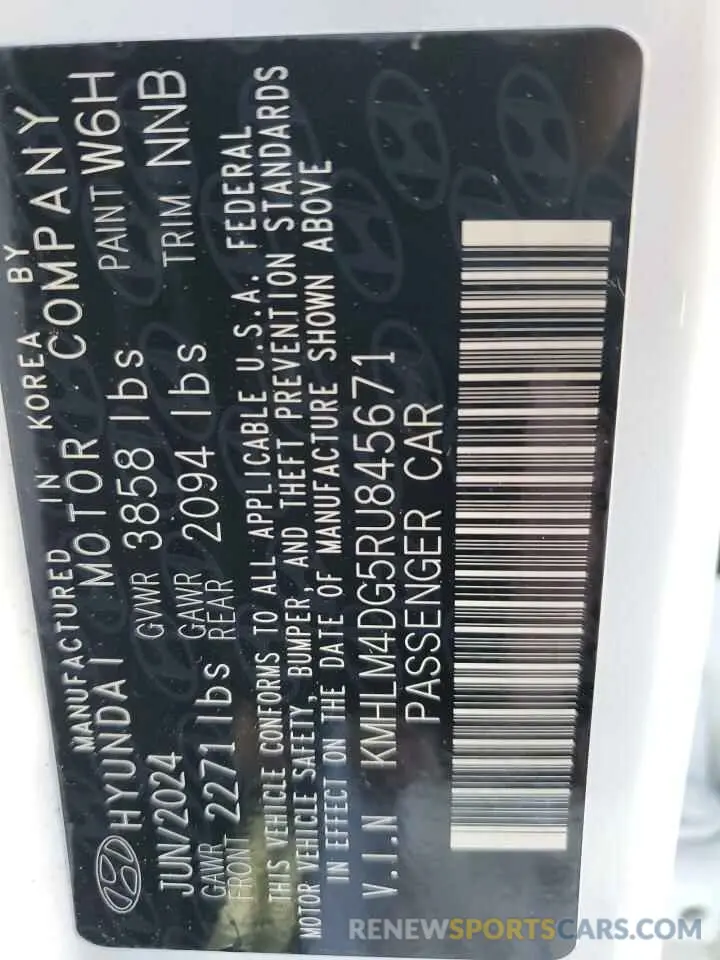 MANUFACTURED IN KOREA BY
HYUNDAI MOTOR COMPANY
JUN/2024 GVWR 3858 lbs PAINT W6H
GAWR FRONT 2271 lbs GAWR REAR 2094 lbs TRIM NNB
THIS VEHICLE CONFORMS TO ALL APPLICABLE U.S.A. FEDERAL
MOTOR VEHICLE SAFETY, BUMPER, AND THEFT PREVENTION STANDARDS
IN EFFECT ON THE DATE OF MANUFACTURE SHOWN ABOVE
V.I.N KMHLM4DG5RU845671
PASSENGER CAR
RENEWSPORTSCARS.COM